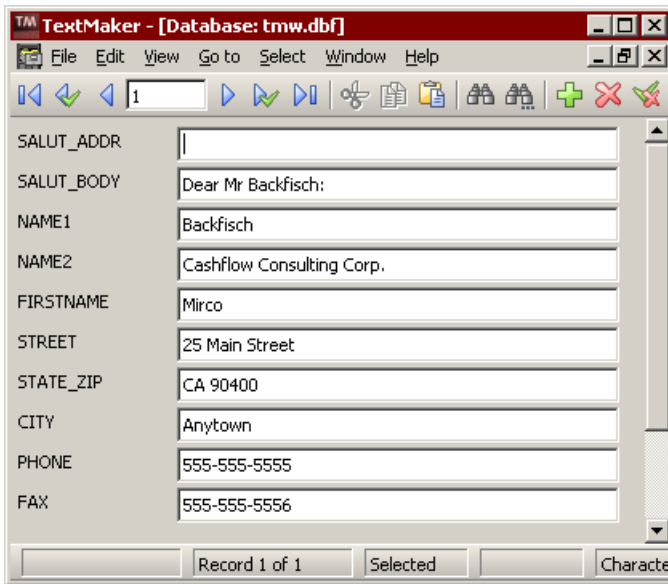 TM TextMaker - [Database: tmw.dbf]
File Edit View Go to Select Window Help
1
SALUT_ADDR
SALUT_BODY Dear Mr Backfisch:
NAME1 Backfisch
NAME2 Cashflow Consulting Corp.
FIRSTNAME Mirco
STREET 25 Main Street
STATE_ZIP CA 90400
CITY Anytown
PHONE 555-555-5555
FAX 555-555-5556
Record 1 of 1 Selected Characte